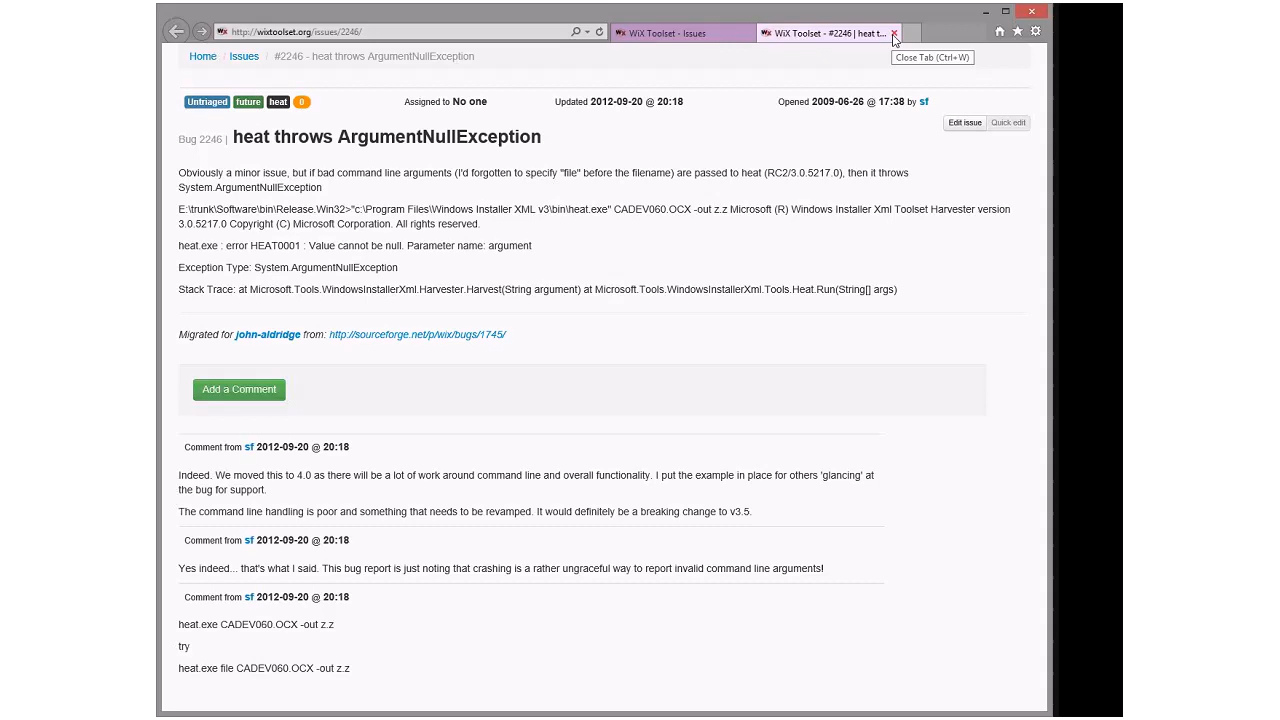 http://wixtoolset.org/issues/2246/
WiX Toolset - Issues
WiX Toolset - #2246 | heat t...
Close Tab (Ctrl+W)
Home / Issues / #2246 - heat throws ArgumentNullException
Untriaged future heat 0 Assigned to No one Updated 2012-09-20 @ 20:18 Opened 2009-06-26 @ 17:38 by sf
Edit issue Quick edit
Bug 2246 | heat throws ArgumentNullException
Obviously a minor issue, but if bad command line arguments (I'd forgotten to specify "file" before the filename) are passed to heat (RC2/3.0.5217.0), then it throws
System.ArgumentNullException
E:\trunk\Software\bin\Release.Win32>"c:\Program Files\Windows Installer XML v3\bin\heat.exe" CADEV060.OCX -out z.z Microsoft (R) Windows Installer Xml Toolset Harvester version
3.0.5217.0 Copyright (C) Microsoft Corporation. All rights reserved.
heat.exe : error HEAT0001 : Value cannot be null. Parameter name: argument
Exception Type: System.ArgumentNullException
Stack Trace: at Microsoft.Tools.WindowsInstallerXml.Harvester.Harvest(String argument) at Microsoft.Tools.WindowsInstallerXml.Tools.Heat.Run(String[] args)
Migrated for john-aldridge from: http://sourceforge.net/p/wix/bugs/1745/
Add a Comment
Comment from sf 2012-09-20 @ 20:18
Indeed. We moved this to 4.0 as there will be a lot of work around command line and overall functionality. I put the example in place for others 'glancing' at
the bug for support.
The command line handling is poor and something that needs to be revamped. It would definitely be a breaking change to v3.5.
Comment from sf 2012-09-20 @ 20:18
Yes indeed... that's what I said. This bug report is just noting that crashing is a rather ungraceful way to report invalid command line arguments!
Comment from sf 2012-09-20 @ 20:18
heat.exe CADEV060.OCX -out z.z
try
heat.exe file CADEV060.OCX -out z.z